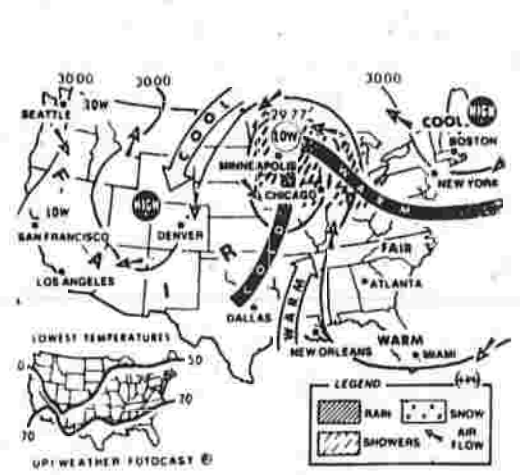 3000
3000
3000
SEATTLE
LOW
COOL
29.77
LOW
COOL
HIGH
BOSTON
MINNEAPOLIS
WARM
NEW YORK
F
HIGH
CHICAGO
LOW
SAN FRANCISCO
DENVER
COLD
A
R
FAIR
LOS ANGELES
I
ATLANTA
DALLAS
WARM
NEW ORLEANS
WARM
MIAMI
LOWEST TEMPERATURES
0
50
70
70
LEGEND
RAIN
SNOW
SHOWERS
AIR FLOW
UPI WEATHER FOTOCAST ©